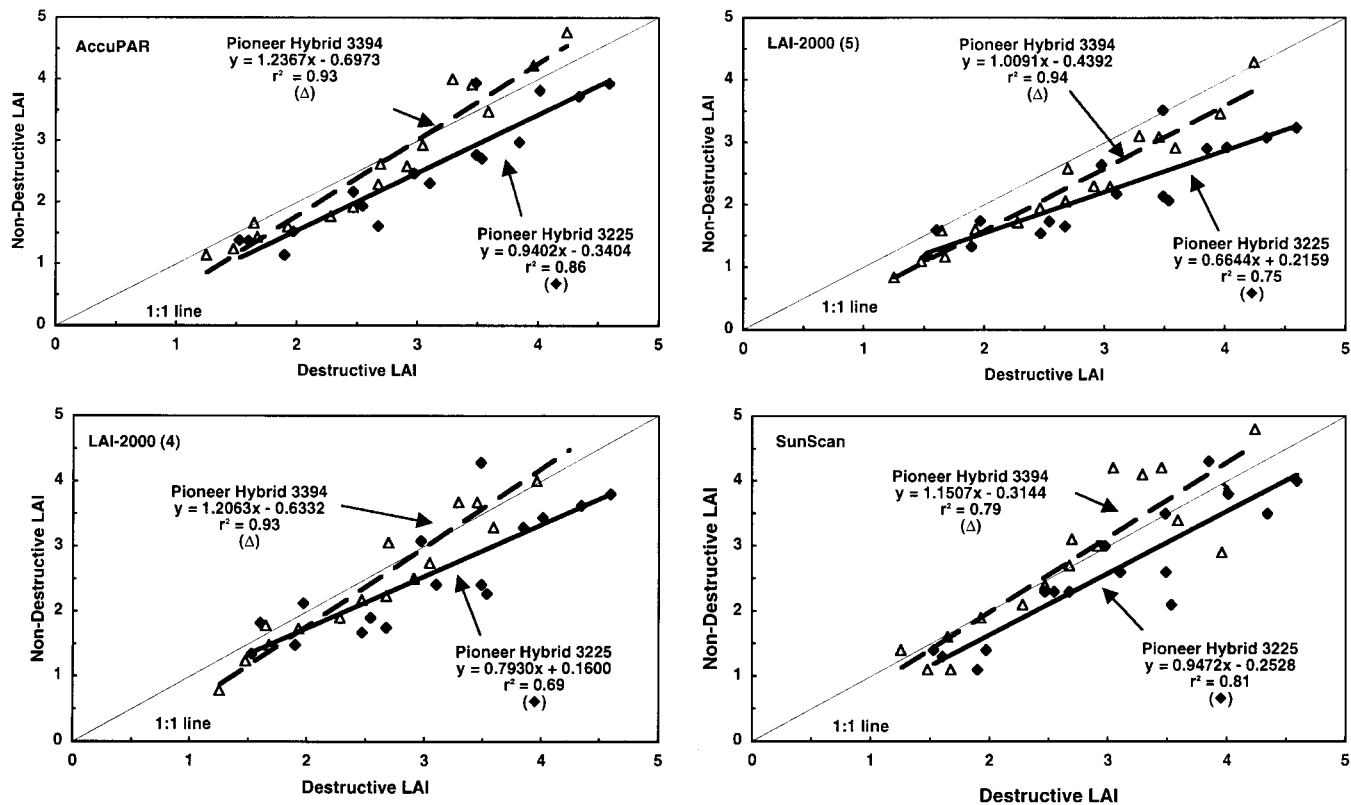 AccuPAR
Pioneer Hybrid 3394
y = 1.2367x - 0.6973
r² = 0.93
(Δ)
Pioneer Hybrid 3225
y = 0.9402x - 0.3404
r² = 0.86
(◆)
1:1 line
Non-Destructive LAI
5
4
3
2
1
0
0 1 2 3 4 5
Destructive LAI
LAI-2000 (5)
Pioneer Hybrid 3394
y = 1.0091x - 0.4392
r² = 0.94
(Δ)
Pioneer Hybrid 3225
y = 0.6644x + 0.2159
r² = 0.75
(◆)
1:1 line
Non-Destructive LAI
5
4
3
2
1
0
0 1 2 3 4 5
Destructive LAI
LAI-2000 (4)
Pioneer Hybrid 3394
y = 1.2063x - 0.6332
r² = 0.93
(Δ)
Pioneer Hybrid 3225
y = 0.7930x + 0.1600
r² = 0.69
(◆)
1:1 line
Non-Destructive LAI
5
4
3
2
1
0
0 1 2 3 4 5
Destructive LAI
SunScan
Pioneer Hybrid 3394
y = 1.1507x - 0.3144
r² = 0.79
(Δ)
Pioneer Hybrid 3225
y = 0.9472x - 0.2528
r² = 0.81
(◆)
1:1 line
Non-Destructive LAI
5
4
3
2
1
0
0 1 2 3 4 5
Destructive LAI